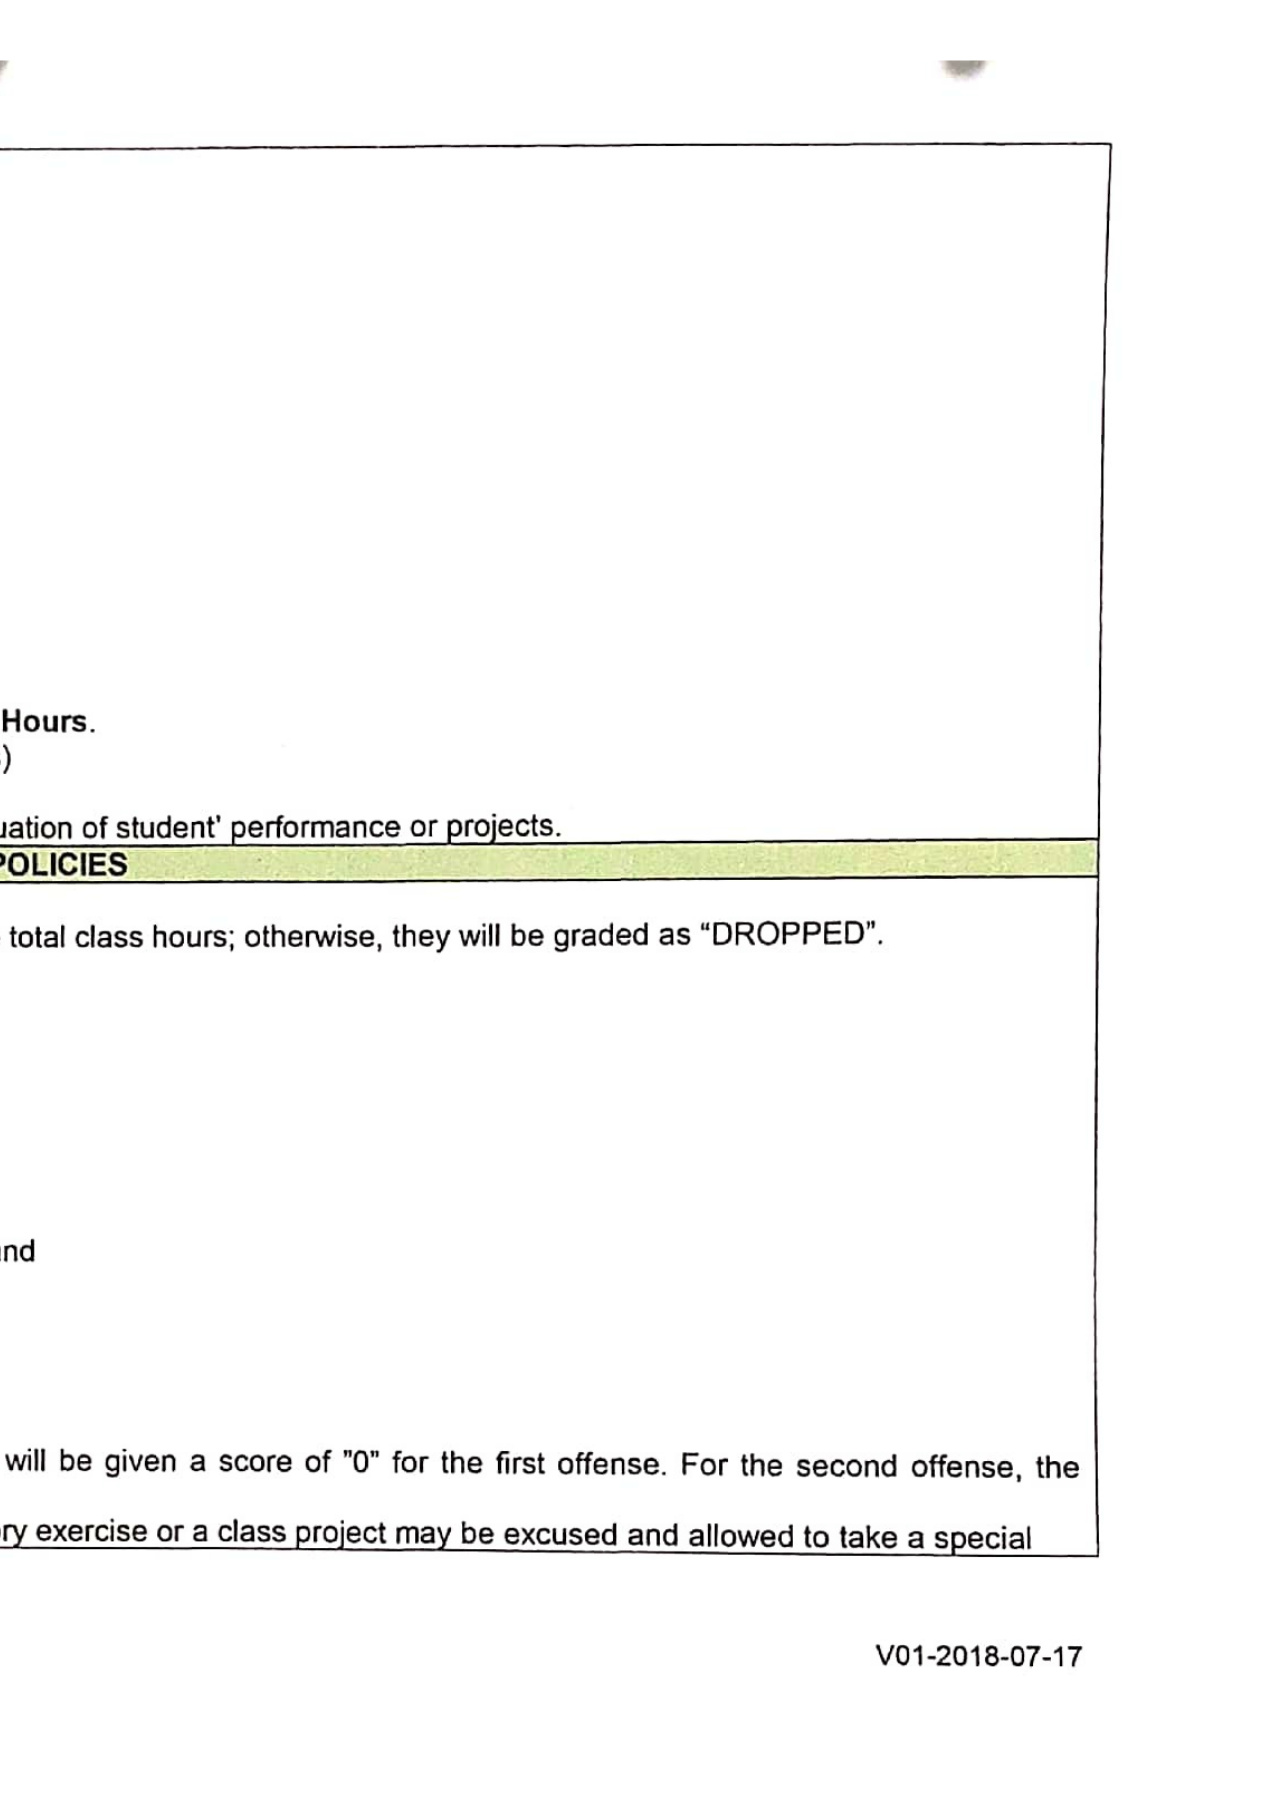 Hours.
)
uation of student' performance or projects.
POLICIES
total class hours; otherwise, they will be graded as “DROPPED”.
and
will be given a score of "0" for the first offense. For the second offense, the
ry exercise or a class project may be excused and allowed to take a special
V01-2018-07-17